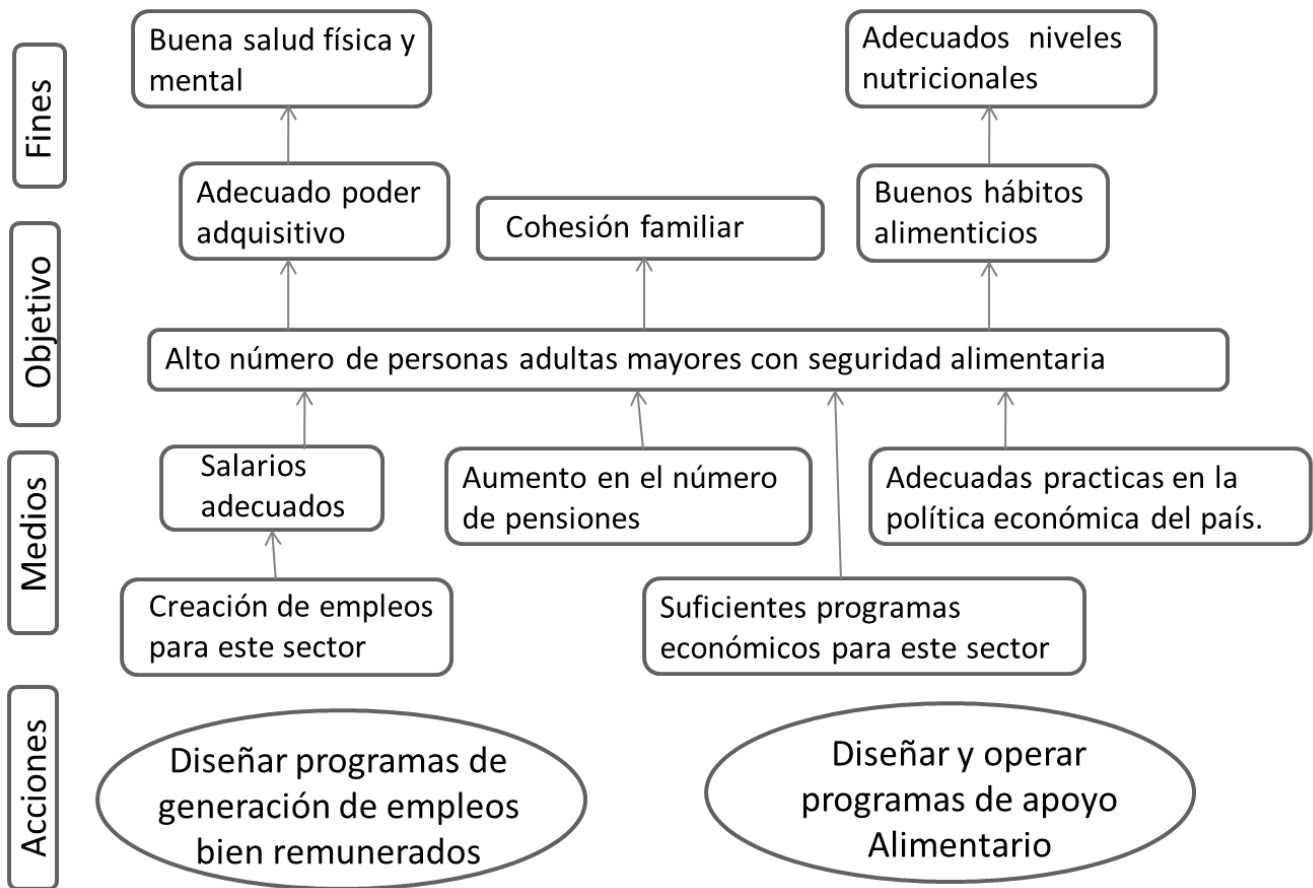 Fines
Buena salud física y
mental
Adecuados niveles
nutricionales
Adecuado poder
adquisitivo
Cohesión familiar
Buenos hábitos
alimenticios
Objetivo
Alto número de personas adultas mayores con seguridad alimentaria
Medios
Salarios
adecuados
Aumento en el número
de pensiones
Adecuadas practicas en la
política económica del país.
Creación de empleos
para este sector
Suficientes programas
económicos para este sector
Acciones
Diseñar programas de
generación de empleos
bien remunerados
Diseñar y operar
programas de apoyo
Alimentario